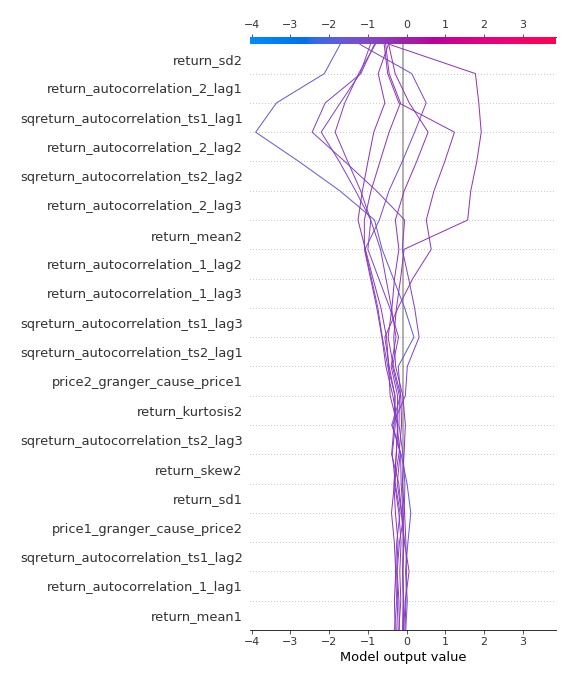 −4 −3 −2 −1 0 1 2 3
return_sd2
return_autocorrelation_2_lag1
sqreturn_autocorrelation_ts1_lag1
return_autocorrelation_2_lag2
sqreturn_autocorrelation_ts2_lag2
return_autocorrelation_2_lag3
return_mean2
return_autocorrelation_1_lag2
return_autocorrelation_1_lag3
sqreturn_autocorrelation_ts1_lag3
sqreturn_autocorrelation_ts2_lag1
price2_granger_cause_price1
return_kurtosis2
sqreturn_autocorrelation_ts2_lag3
return_skew2
return_sd1
price1_granger_cause_price2
sqreturn_autocorrelation_ts1_lag2
return_autocorrelation_1_lag1
return_mean1
−4 −3 −2 −1 0 1 2 3
Model output value